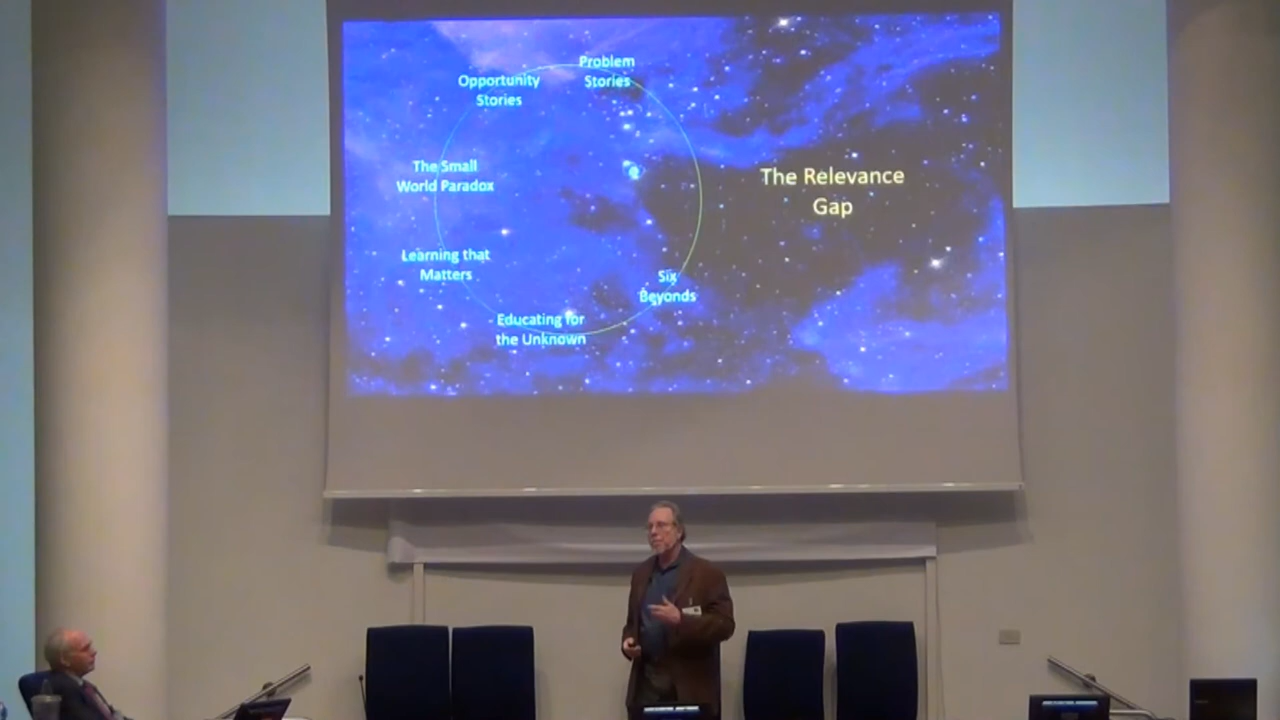 Problem
Stories
Opportunity
Stories
The Small
World Paradox
Learning that
Matters
Educating for
the Unknown
Six
Beyonds
The Relevance
Gap